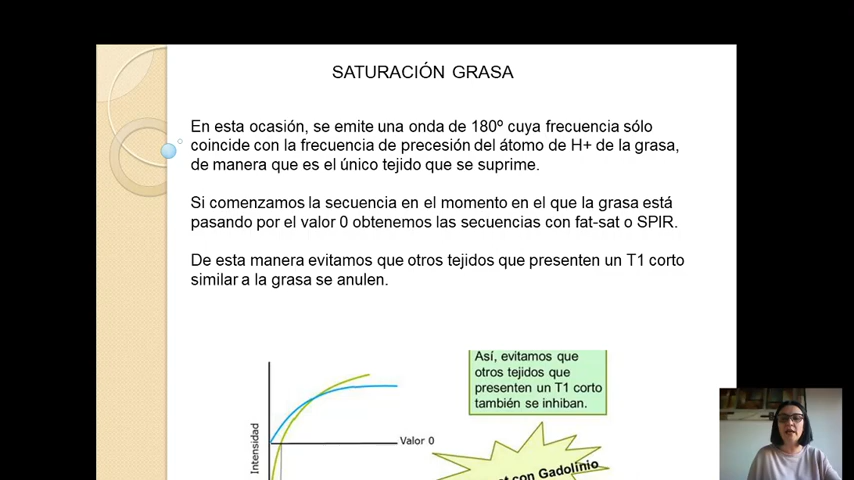 SATURACIÓN GRASA
En esta ocasión, se emite una onda de 180º cuya frecuencia sólo
coincide con la frecuencia de precesión del átomo de H+ de la grasa,
de manera que es el único tejido que se suprime.
Si comenzamos la secuencia en el momento en el que la grasa está
pasando por el valor 0 obtenemos las secuencias con fat-sat o SPIR.
De esta manera evitamos que otros tejidos que presenten un T1 corto
similar a la grasa se anulen.
Así, evitamos que
otros tejidos que
presenten un T1 corto
también se inhiban.
Intensidad
Valor 0
con Gadolínio